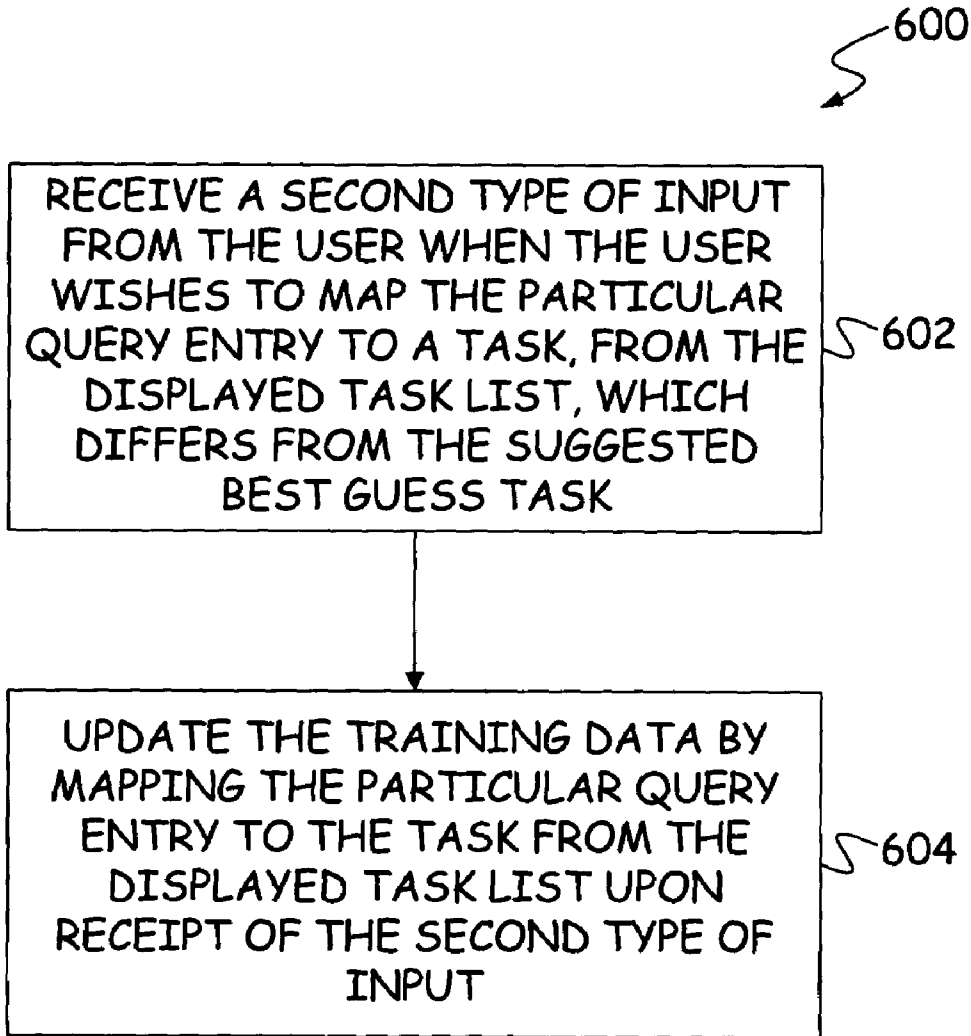 600
RECEIVE A SECOND TYPE OF INPUT
FROM THE USER WHEN THE USER
WISHES TO MAP THE PARTICULAR
QUERY ENTRY TO A TASK, FROM THE
DISPLAYED TASK LIST, WHICH
DIFFERS FROM THE SUGGESTED
BEST GUESS TASK
602
UPDATE THE TRAINING DATA BY
MAPPING THE PARTICULAR QUERY
ENTRY TO THE TASK FROM THE
DISPLAYED TASK LIST UPON
RECEIPT OF THE SECOND TYPE OF
INPUT
604